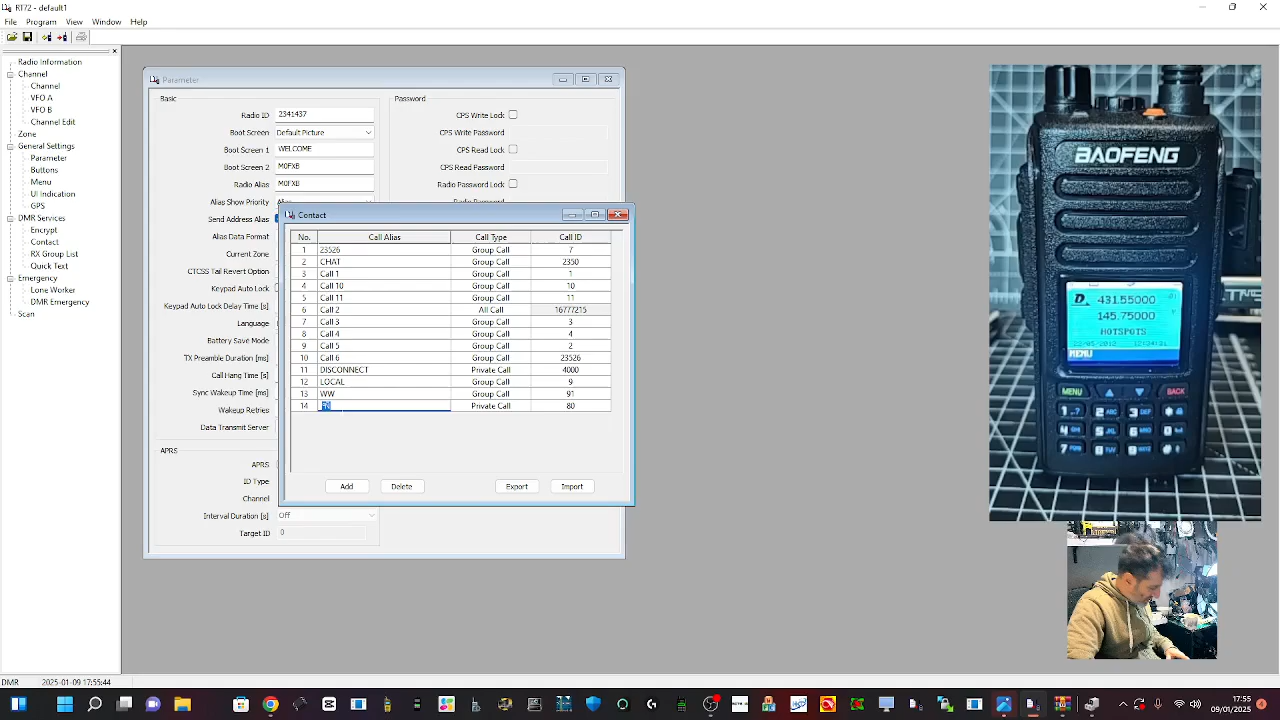 RT72 - default1
File Program View Window Help
Radio Information
Channel
Channel
VFO A
VFO B
Channel Edit
Zone
General Settings
Parameter
Buttons
Menu
UI Indication
GPS
DMR Services
Encrypt
Contact
RX Group List
Quick Text
Emergency
Lone Worker
DMR Emergency
Scan
Parameter
Basic
Radio ID 2341437
Boot Screen Default Picture
Boot Screen 1 WELCOME
Boot Screen 2 M0FXB
Radio Alias M0FXB
Alias Show Priority
Send Address Alias
Alias Data Format
Current Zone
CTCSS Tail Revert Option
Keypad Auto Lock
Keypad Auto Lock Delay Time [s]
Language
Battery Save Mode
TX Preamble Duration [ms]
Call Hang Time [s]
Sync Wakeup Time [ms]
Wakeup Retries
Data Transmit Server
APRS
APRS
ID Type
Channel
Interval Duration [s] Off
Target ID 0
Password
CPS Write Lock
CPS Write Password
CPS Read Lock
CPS Read Password
Radio Password Lock
Contact
No. Call Alias Call Type Call ID
1 23526 Group Call 7
2 CHAT Group Call 2350
3 Call 1 Group Call 1
4 Call 10 Group Call 10
5 Call 11 Group Call 11
6 Call 2 All Call 16777215
7 Call 3 Group Call 3
8 Call 4 Group Call 4
9 Call 5 Group Call 2
10 Call 6 Group Call 23526
11 DISCONNECT Private Call 4000
12 LOCAL Group Call 9
13 WW Group Call 91
14 Private Call 80
Add Delete Export Import
BAOFENG
D 431.55000
145.75000
HOTSPOTS
22/05/2012 12:34:31
MENU
MENU BACK
DMR 2025-01-09 17:55:44
17:55
09/01/2025